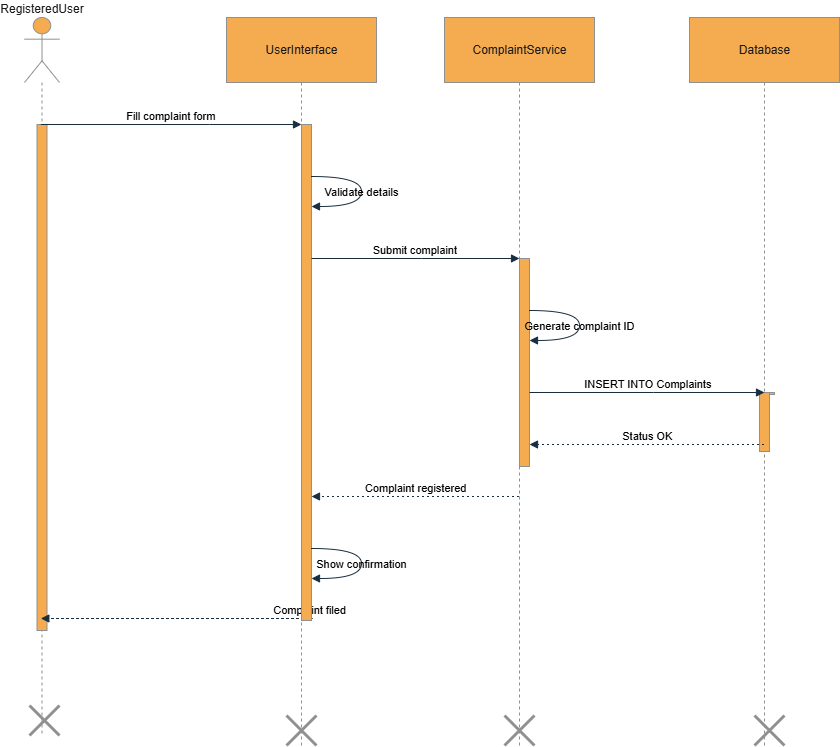 RegisteredUser
UserInterface
ComplaintService
Database
Fill complaint form
Validate details
Submit complaint
Generate complaint ID
INSERT INTO Complaints
Status OK
Complaint registered
Show confirmation
Complaint filed